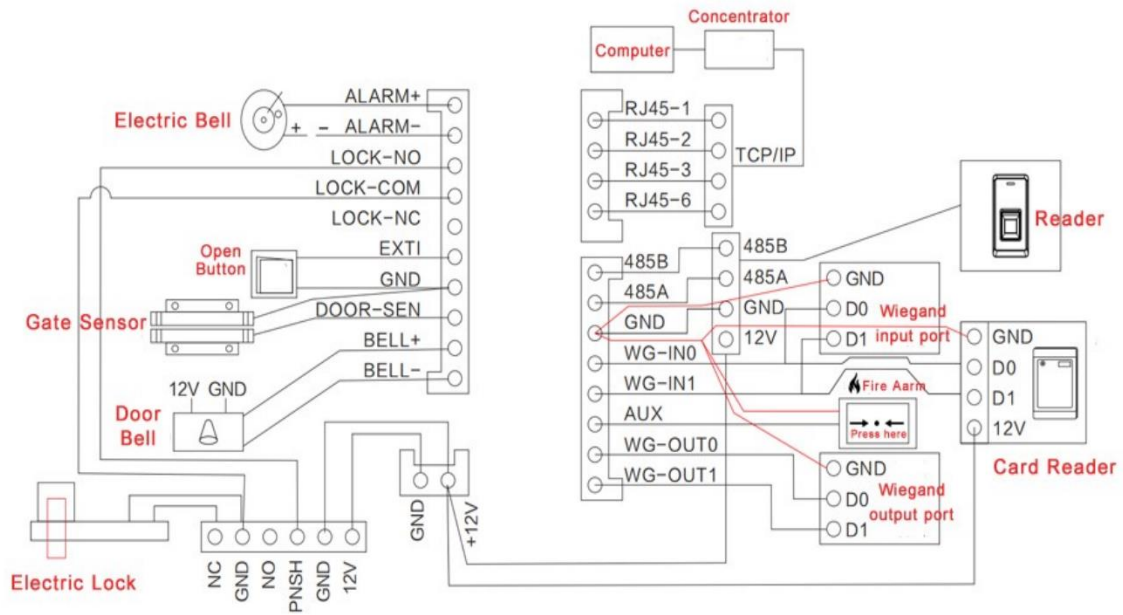 Concentrator
Computer
Electric Bell
+ -
ALARM+
ALARM-
LOCK-NO
LOCK-COM
LOCK-NC
EXTI
GND
DOOR-SEN
BELL+
BELL-
Open
Button
Gate Sensor
12V GND
Door
Bell
Electric Lock
NC
GND
NO
PNSH
GND
12V
GND
+12V
RJ45-1
RJ45-2
RJ45-3
RJ45-6
TCP/IP
485B
485A
GND
WG-IN0
WG-IN1
AUX
WG-OUT0
WG-OUT1
485B
485A
GND
12V
Reader
GND
D0
D1
Wiegand
input port
Fire Aarm
Press here
GND
D0
D1
Wiegand
output port
GND
D0
D1
12V
Card Reader